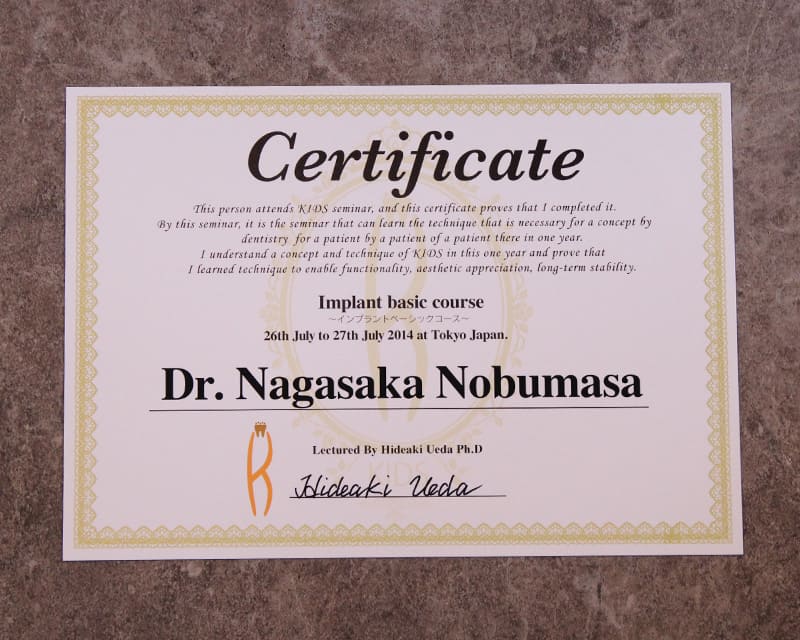 Certificate
This person attends KIDS seminar, and this certificate proves that I completed it.
By this seminar, it is the seminar that can learn the technique that is necessary for a concept by
dentistry for a patient by a patient of a patient there in one year.
I understand a concept and technique of KIDS in this one year and prove that
I learned technique to enable functionality, aesthetic appreciation, long-term stability.
Implant basic course
〜インプラントベーシックコース〜
26th July to 27th July 2014 at Tokyo Japan.
Dr. Nagasaka Nobumasa
Lectured By Hideaki Ueda Ph.D
KIDS
Hideaki Ueda